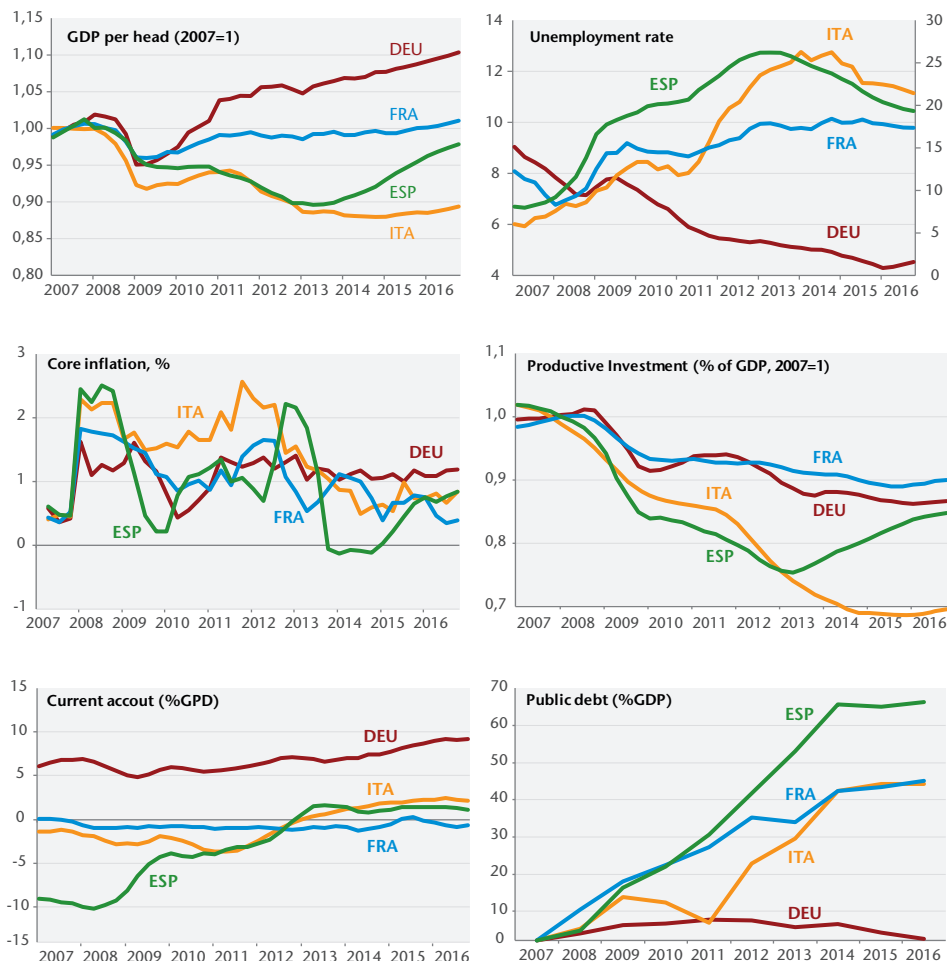 GDP per head (2007=1)
1,15
1,10
1,05
1,00
0,95
0,90
0,85
0,80
DEU
FRA
ESP
ITA
2007 2008 2009 2010 2011 2012 2013 2014 2015 2016
Unemployment rate
14
12
10
8
6
4
30
25
20
15
10
5
0
ITA
ESP
FRA
DEU
2007 2008 2009 2010 2011 2012 2013 2014 2015 2016
Core inflation, %
3
2
1
0
-1
ITA
DEU
ESP
FRA
2007 2008 2009 2010 2011 2012 2013 2014 2015 2016
Productive Investment (% of GDP, 2007=1)
1,1
1,0
0,9
0,8
0,7
FRA
ITA
DEU
ESP
2007 2008 2009 2010 2011 2012 2013 2014 2015 2016
Current accout (%GPD)
15
10
5
0
-5
-10
-15
DEU
ITA
FRA
ESP
2007 2008 2009 2010 2011 2012 2013 2014 2015 2016
Public debt (%GDP)
70
60
50
40
30
20
10
0
ESP
FRA
ITA
DEU
2007 2008 2009 2010 2011 2012 2013 2014 2015 2016